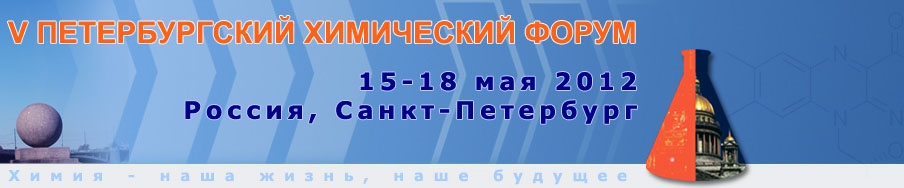 V ПЕТЕРБУРГСКИЙ ХИМИЧЕСКИЙ ФОРУМ
15-18 мая 2012
Россия, Санкт-Петербург
Химия - наша жизнь, наше будущее